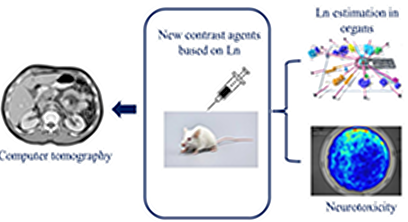 New contrast agents
based on Ln
Computer tomography
Ln estimation in
organs
Neurotoxicity